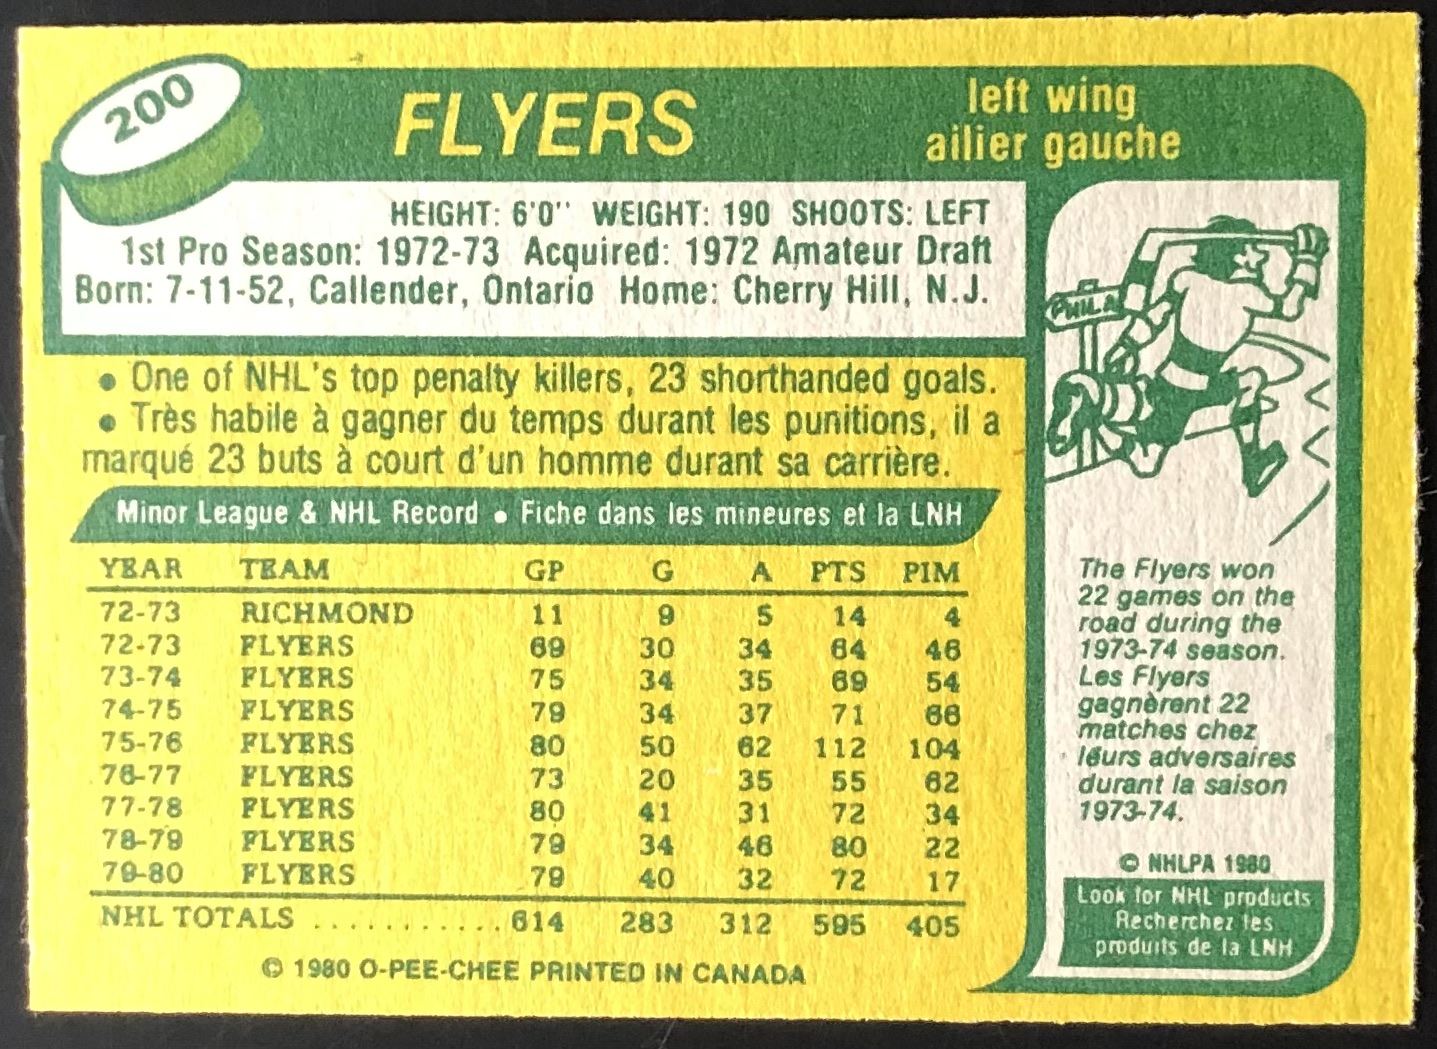 200
FLYERS
left wing
ailier gauche
HEIGHT: 6'0" WEIGHT: 190 SHOOTS: LEFT
1st Pro Season: 1972-73 Acquired: 1972 Amateur Draft
Born: 7-11-52, Callender, Ontario Home: Cherry Hill, N.J.
• One of NHL's top penalty killers, 23 shorthanded goals.
• Très habile à gagner du temps durant les punitions, il a
marqué 23 buts à court d'un homme durant sa carrière.
Minor League & NHL Record • Fiche dans les mineures et la LNH
YEAR TEAM GP G A PTS PIM
72-73 RICHMOND 11 9 5 14 4
72-73 FLYERS 69 30 34 64 46
73-74 FLYERS 75 34 35 69 54
74-75 FLYERS 79 34 37 71 66
75-76 FLYERS 80 50 62 112 104
76-77 FLYERS 73 20 35 55 62
77-78 FLYERS 80 41 31 72 34
78-79 FLYERS 79 34 46 80 22
79-80 FLYERS 79 40 32 72 17
NHL TOTALS ........... 614 283 312 595 405
© 1980 O-PEE-CHEE PRINTED IN CANADA
PHILA
The Flyers won
22 games on the
road during the
1973-74 season.
Les Flyers
gagnèrent 22
matches chez
leurs adversaires
durant la saison
1973-74.
© NHLPA 1980
Look for NHL products
Recherchez les
produits de la LNH